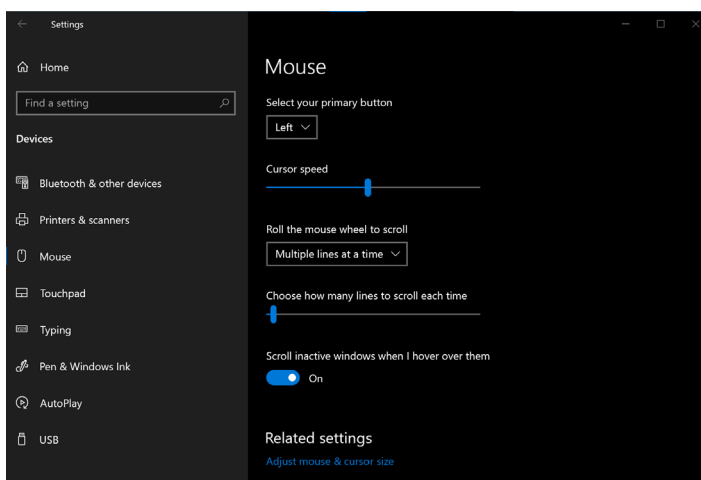 Settings
Home
Find a setting
Devices
Bluetooth & other devices
Printers & scanners
Mouse
Touchpad
Typing
Pen & Windows Ink
AutoPlay
USB
Mouse
Select your primary button
Left
Cursor speed
Roll the mouse wheel to scroll
Multiple lines at a time
Choose how many lines to scroll each time
Scroll inactive windows when I hover over them
On
Related settings
Adjust mouse & cursor size